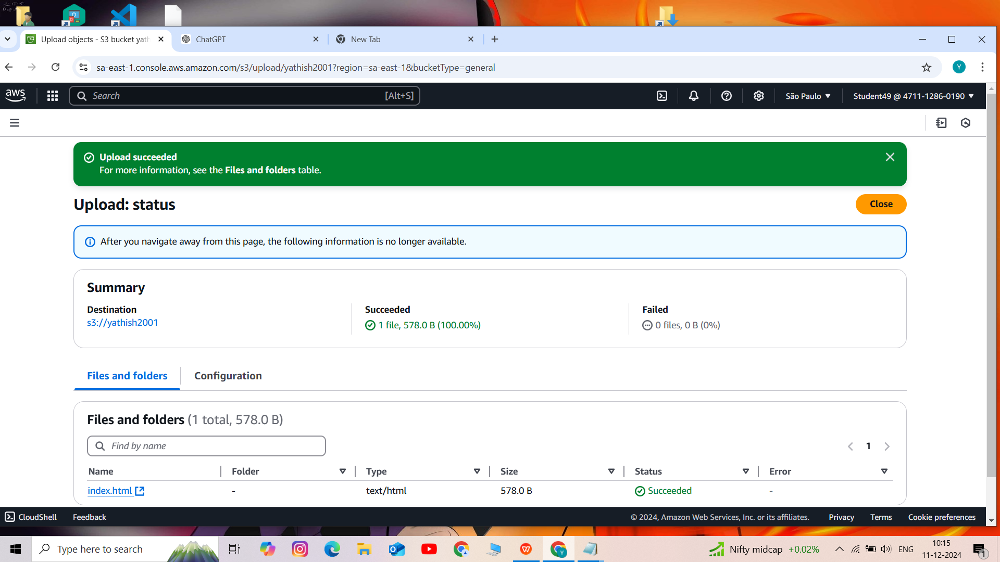 Upload objects - S3 bucket yath
ChatGPT
New Tab
sa-east-1.console.aws.amazon.com/s3/upload/yathish2001?region=sa-east-1&bucketType=general
Y
aws
Search
[Alt+S]
São Paulo
Student49 @ 4711-1286-0190
Upload succeeded
For more information, see the Files and folders table.
Upload: status
Close
After you navigate away from this page, the following information is no longer available.
Summary
Destination
s3://yathish2001
Succeeded
1 file, 578.0 B (100.00%)
Failed
0 files, 0 B (0%)
Files and folders
Configuration
Files and folders (1 total, 578.0 B)
Find by name
1
Name
Folder
Type
Size
Status
Error
index.html
-
text/html
578.0 B
Succeeded
-
CloudShell
Feedback
© 2024, Amazon Web Services, Inc. or its affiliates.
Privacy
Terms
Cookie preferences
Type here to search
Nifty midcap +0.02%
ENG
10:15
11-12-2024
1